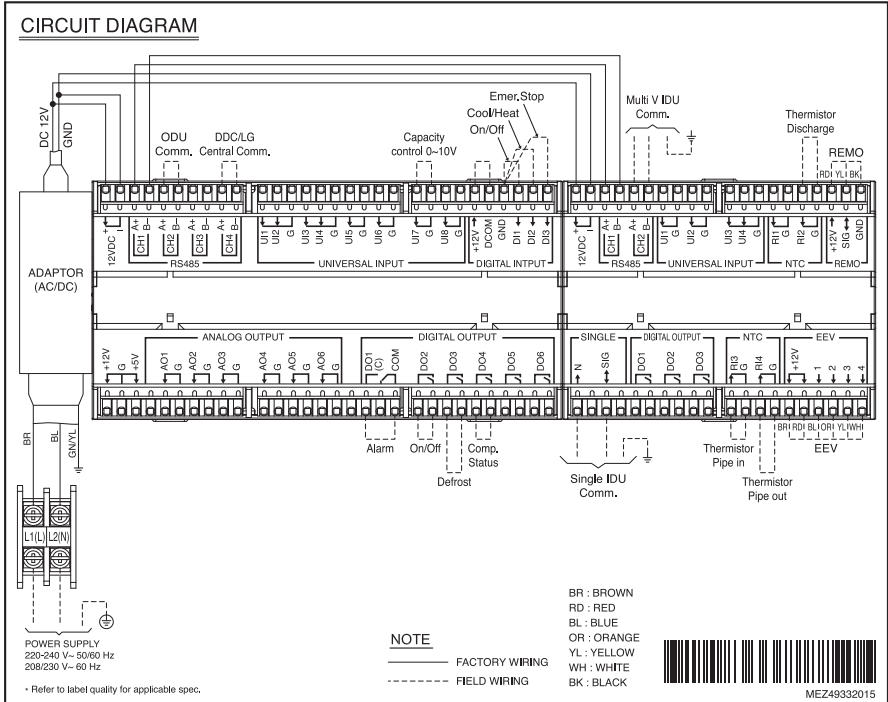 CIRCUIT DIAGRAM
DC 12V
GND
ODU
Comm.
DDC/LG
Central Comm.
Capacity
control 0~10V
Emer.Stop
Cool/Heat
On/Off
Multi V IDU
Comm.
Thermistor
Discharge
REMO
RD YL BK
12VDC + -
A+ B- A+ B- A+ B- A+ B-
CH1 CH2 CH3 CH4
RS485
UI1 UI2 G UI3 UI4 G UI5 G UI6 G UI7 G UI8 G
UNIVERSAL INPUT
+12V DCOM GND DI1 DI2 DI3
DIGITAL INTPUT
12VDC + -
A+ B- A+ B-
CH1 CH2
RS485
UI1 G UI2 G UI3 UI4 G
UNIVERSAL INPUT
RI1 G RI2 G
NTC
+12V SIG GND
REMO
ADAPTOR
(AC/DC)
ANALOG OUTPUT
DIGITAL OUTPUT
SINGLE
DIGITAL OUTPUT
NTC
EEV
+12V G +5V
AO1 G AO2 G AO3 G AO4 G AO5 G AO6 G
DO1 (C) COM DO2 DO3 DO4 DO5 DO6
N SIG
DO1 DO2 DO3
RI3 G RI4 G
+12V 1 2 3 4
BR RD BL OR YL WH
BR
BL
GN/YL
Alarm
On/Off
Comp.
Status
Defrost
Single IDU
Comm.
Thermistor
Pipe in
Thermistor
Pipe out
EEV
L1(L) L2(N)
POWER SUPPLY
220-240 V~ 50/60 Hz
208/230 V~ 60 Hz
* Refer to label quality for applicable spec.
NOTE
FACTORY WIRING
FIELD WIRING
BR : BROWN
RD : RED
BL : BLUE
OR : ORANGE
YL : YELLOW
WH : WHITE
BK : BLACK
MEZ49332015